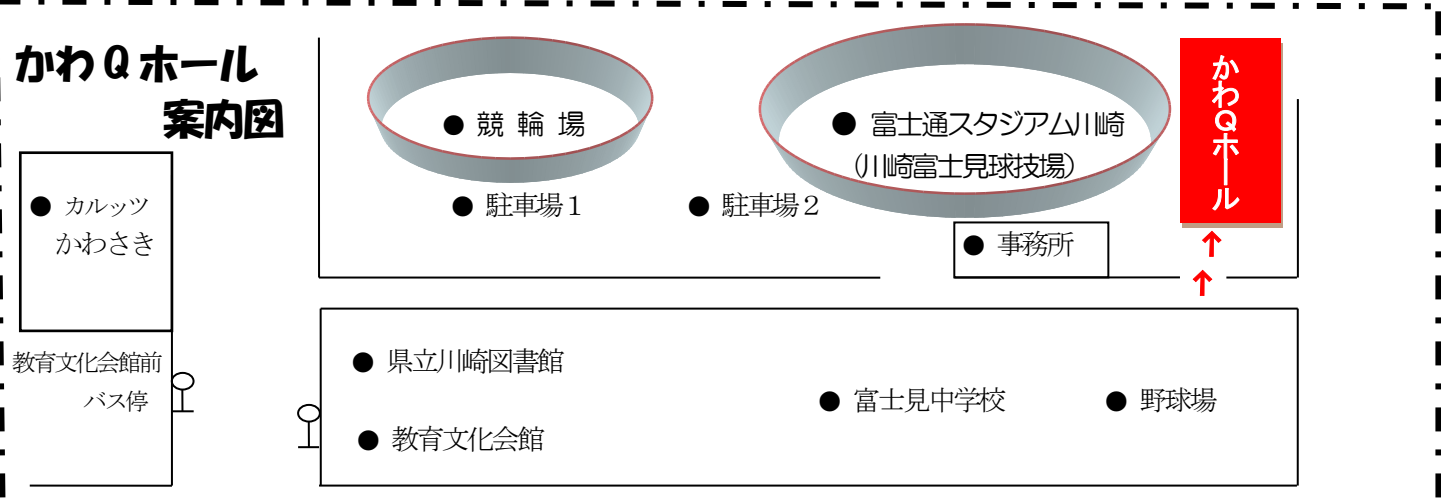 かわQホール
案内図
● 競 輪 場
● 富士通スタジアム川崎
(川崎富士見球技場)
かわQホール
● カルッツ
かわさき
● 駐車場１
● 駐車場２
● 事務所
↑
↑
教育文化会館前
バス停
● 県立川崎図書館
● 富士見中学校
● 野球場
● 教育文化会館